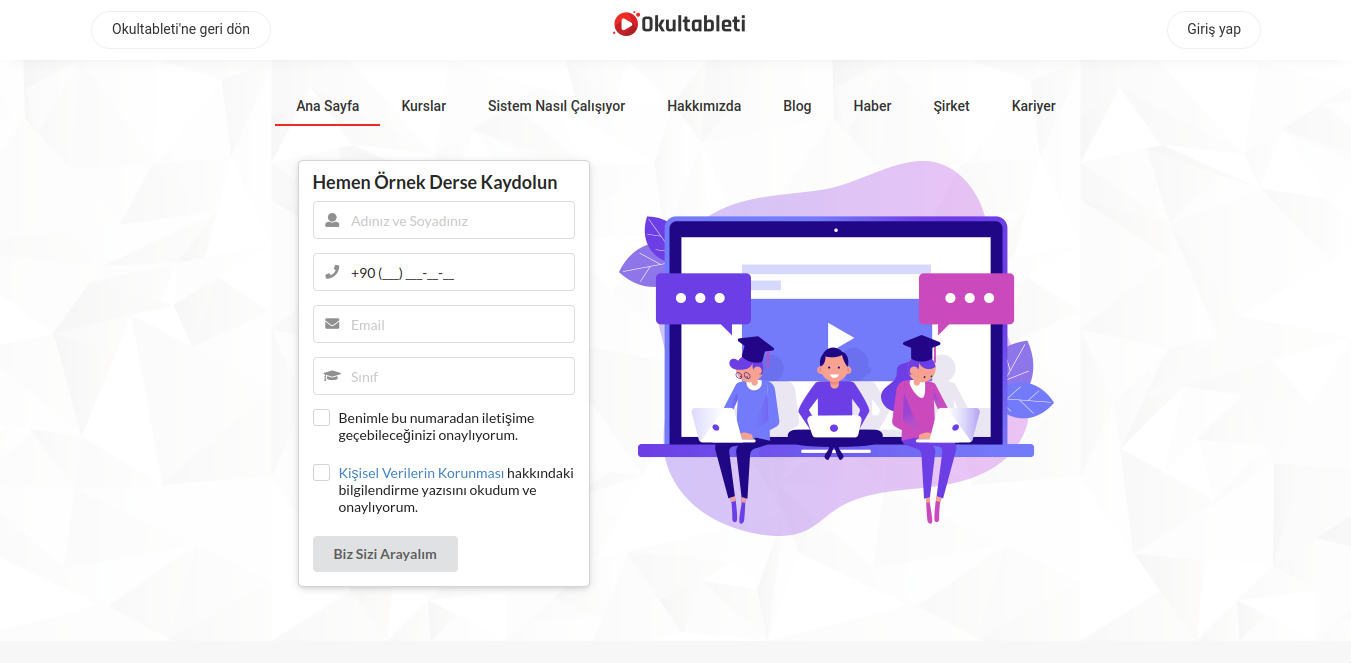 Okultableti'ne geri dön
Okultableti
Giriş yap
Ana Sayfa
Kurslar
Sistem Nasıl Çalışıyor
Hakkımızda
Blog
Haber
Şirket
Kariyer
Hemen Örnek Derse Kaydolun
Adınız ve Soyadınız
+90 (__) ___-__-__
Email
Sınıf
Benimle bu numaradan iletişime
geçebileceğinizi onaylıyorum.
Kişisel Verilerin Korunması hakkındaki
bilgilendirme yazısını okudum ve
onaylıyorum.
Biz Sizi Arayalım